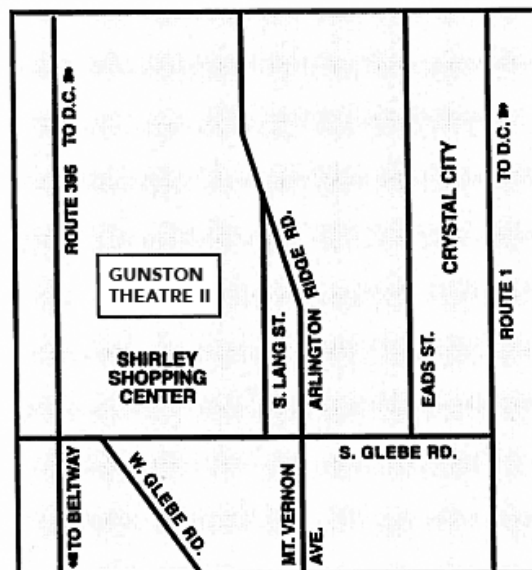 ROUTE 395 TO D.C.
GUNSTON
THEATRE II
SHIRLEY
SHOPPING
CENTER
S. LANG ST.
ARLINGTON RIDGE RD.
EADS ST.
CRYSTAL CITY
ROUTE 1 TO D.C.
S. GLEBE RD.
TO BELTWAY
W. GLEBE RD.
MT. VERNON
AVE.